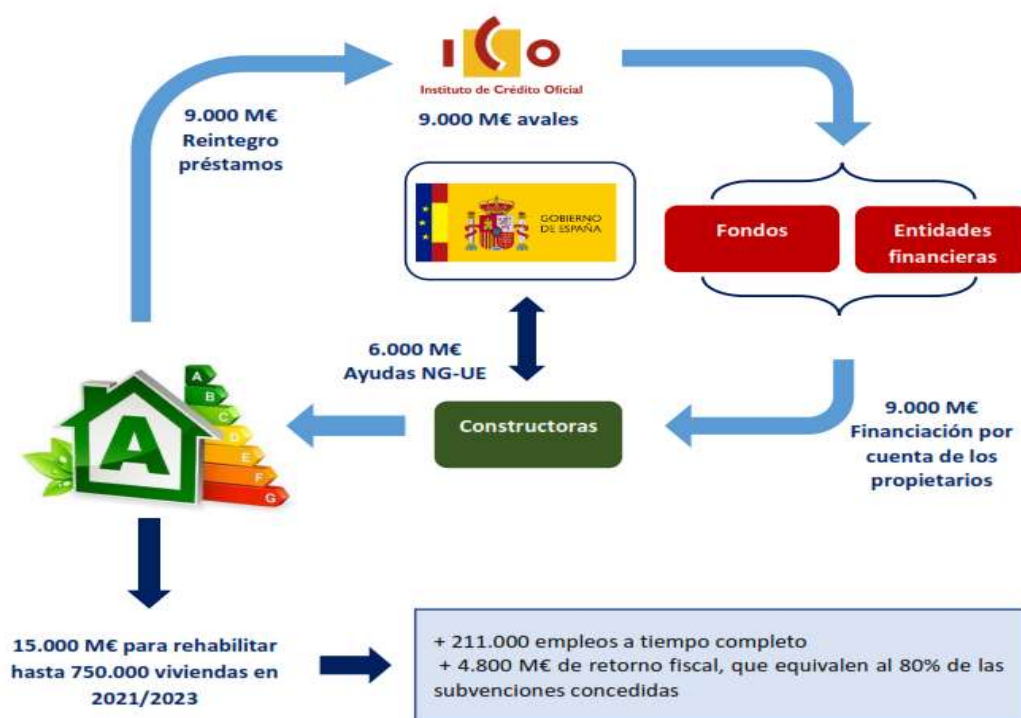 ICO
Instituto de Crédito Oficial
9.000 M€ avales
9.000 M€
Reintegro
préstamos
GOBIERNO
DE ESPAÑA
Fondos
Entidades
financieras
6.000 M€
Ayudas NG-UE
Constructoras
9.000 M€
Financiación por
cuenta de los
propietarios
A
A
B
C
D
E
F
G
15.000 M€ para rehabilitar
hasta 750.000 viviendas en
2021/2023
+ 211.000 empleos a tiempo completo
+ 4.800 M€ de retorno fiscal, que equivalen al 80% de las
subvenciones concedidas